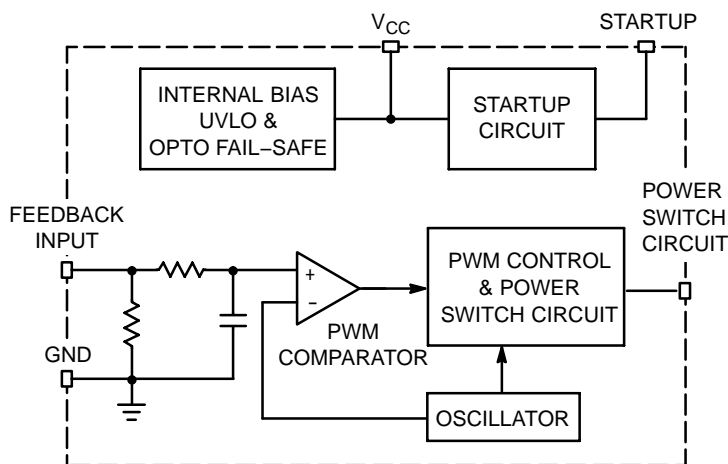 VCC
STARTUP
INTERNAL BIAS
UVLO &
OPTO FAIL−SAFE
STARTUP
CIRCUIT
FEEDBACK
INPUT
POWER
SWITCH
CIRCUIT
+
−
PWM CONTROL
& POWER
SWITCH CIRCUIT
PWM
COMPARATOR
GND
OSCILLATOR